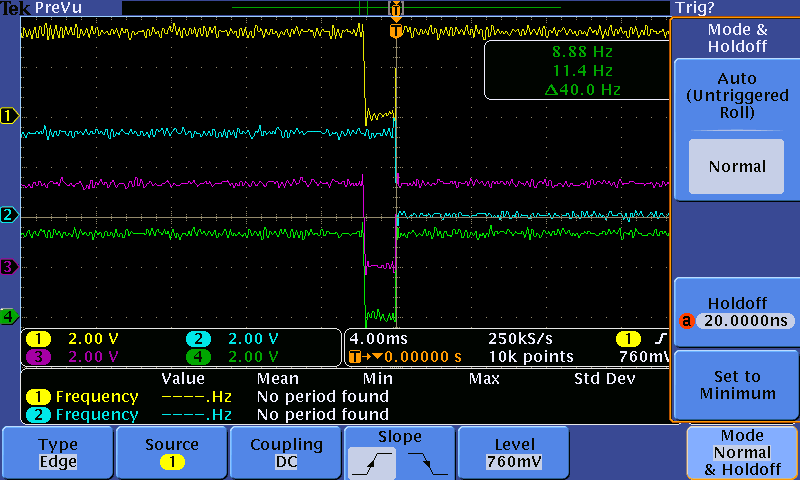 Tek PreVu
Trig?
T
T
8.88 Hz
11.4 Hz
Δ40.0 Hz
1
2
3
4
1 2.00 V
2 2.00 V
3 2.00 V
4 2.00 V
4.00ms 250kS/s 1
T→▼0.00000 s 10k points 760mV
Value Mean Min Max Std Dev
1 Frequency ----.Hz No period found
2 Frequency ----.Hz No period found
Mode &
Holdoff
Auto
(Untriggered
Roll)
Normal
Holdoff
a 20.0000ns
Set to
Minimum
Type
Edge
Source
1
Coupling
DC
Slope
Level
760mV
Mode
Normal
& Holdoff